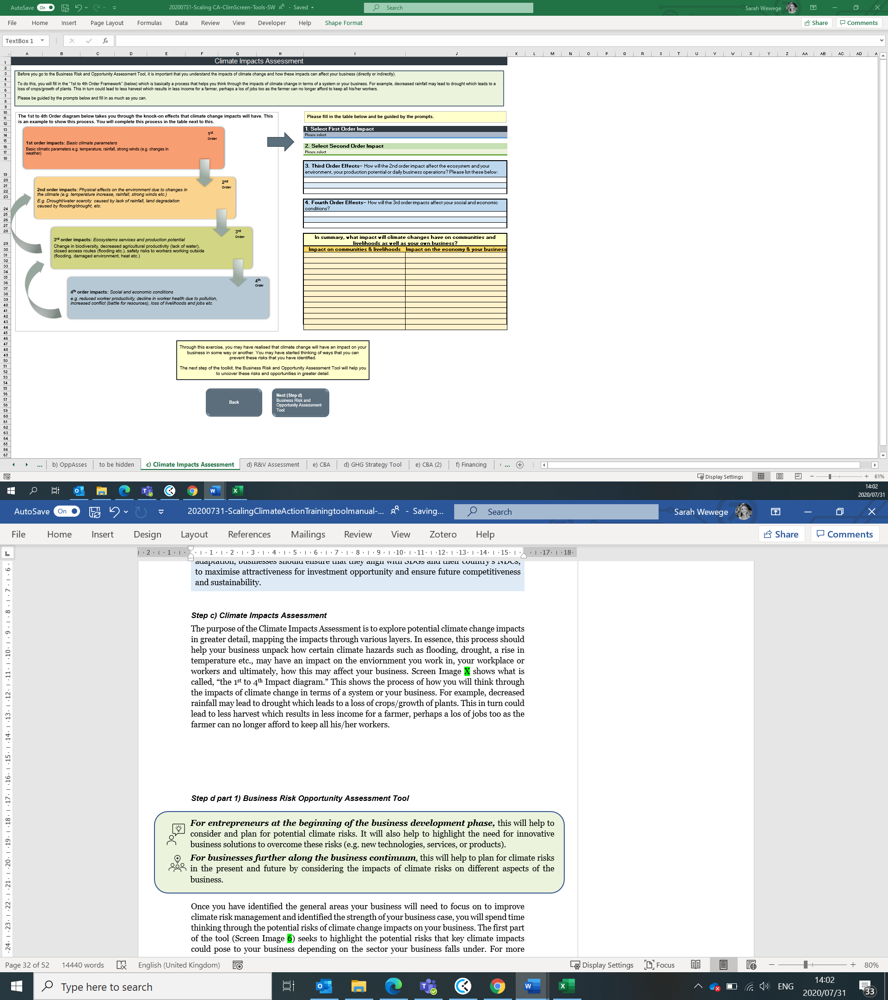 AutoSave On 20200731-Scaling CA-ClimScreen-Tools-SW - Saved Search Sarah Wewege
File Home Insert Page Layout Formulas Data Review View Developer Help Shape Format Share Comments
TextBox 1 fx
A B C D E F G H I J K L M N O P Q R S T U V W X Y Z AA AB AC AD A
Climate Impacts Assessment
Before you go to the Business Risk and Opportunity Assessment Tool, it is important that you understand the impacts of climate change and how these impacts can affect your business (directly or indirectly).
To do this, you will fill in the "1st to 4th Order Framework" (below) which is basically a process that helps you think through the impacts of climate change in terms of a system or your business. For example, decreased rainfall may lead to drought which leads to a
loss of crops/growth of plants. This in turn could lead to less harvest which results in less income for a farmer, perhaps a los of jobs too as the farmer can no longer afford to keep all his/her workers.
Please be guided by the prompts below and fill in as much as you can.
The 1st to 4th Order diagram below takes you through the knock-on effects that climate change impacts will have. This
is an example to show this process. You will complete this process in the table next to this.
1st
Order
1st order impacts: Basic climate parameters
Basic climatic parameters e.g. temperature, rainfall, strong winds (e.g. changes in
weather)
2nd
Order
2nd order impacts: Physical effects on the environment due to changes in
the climate (e.g. temperature increase, rainfall, strong winds etc.)
E.g. Drought/water scarcity caused by lack of rainfall, land degradation
caused by flooding/drought, etc.
3rd
Order
3rd order impacts: Ecosystems services and production potential
Change in biodiversity, decreased agricultural productivity (lack of water),
closed access routes (flooding etc.), safety risks to workers working outside
(flooding, damaged environment, heat etc.)
4th
Order
4th order impacts: Social and economic conditions
e.g. reduced worker productivity, decline in worker health due to pollution,
increased conflict (battle for resources), loss of livelihoods and jobs etc.
Please fill in the table below and be guided by the prompts.
1. Select First Order Impact
Please select
2. Select Second Order Impact
Please select
3. Third Order Effects- How will the 2nd order impact affect the ecosystem and your
environment, your production potential or daily business operations? Please list these below:
4. Fourth Order Effects- How will the 3rd order impacts affect your social and economic
conditions?
In summary, what impact will climate changes have on communities and
livelihoods as well as your own business?
Impact on communities & livelihoods Impact on the economy & your business
Through this exercise, you may have realised that climate change will have an impact on your
business in some way or another. You may have started thinking of ways that you can
prevent these risks that you have identified.
The next step of the toolkit, the Business Risk and Opportunity Assessment Tool will help you
to uncover these risks and opportunities in greater detail.
Back
Next (Step d)
Business Risk and
Opportunity Assessment
Tool
... b) OppAsses to be hidden c) Climate Impacts Assessment d) R&V Assessment e) CBA d) GHG Strategy Tool e) CBA (2) f) Financing ...
Display Settings 61%
14:02
2020/07/31
AutoSave On 20200731-ScalingClimateActionTrainingtoolmanual-... - Saving... Search Sarah Wewege
File Home Insert Design Layout References Mailings Review View Zotero Help Share Comments
2 1 1 2 3 4 5 6 7 8 9 10 11 12 13 14 15 17 18
adaptation, businesses should ensure that they align with SDGs and their country's NDCs,
to maximise attractiveness for investment opportunity and ensure future competitiveness
and sustainability.
Step c) Climate Impacts Assessment
The purpose of the Climate Impacts Assessment is to explore potential climate change impacts
in greater detail, mapping the impacts through various layers. In essence, this process should
help your business unpack how certain climate hazards such as flooding, drought, a rise in
temperature etc., may have an impact on the enviornment you work in, your workplace or
workers and ultimately, how this may affect your business. Screen Image X shows what is
called, “the 1st to 4th Impact diagram.” This shows the process of how you will think through
the impacts of climate change in terms of a system or your business. For example, decreased
rainfall may lead to drought which leads to a loss of crops/growth of plants. This in turn could
lead to less harvest which results in less income for a farmer, perhaps a los of jobs too as the
farmer can no longer afford to keep all his/her workers.
Step d part 1) Business Risk Opportunity Assessment Tool
For entrepreneurs at the beginning of the business development phase, this will help to
consider and plan for potential climate risks. It will also help to highlight the need for innovative
business solutions to overcome these risks (e.g. new technologies, services, or products).
For businesses further along the business continuum, this will help to plan for climate risks
in the present and future by considering the impacts of climate risks on different aspects of the
business.
Once you have identified the general areas your business will need to focus on to improve
climate risk management and identified the strength of your business case, you will spend time
thinking through the potential risks of climate change impacts on your business. The first part
of the tool (Screen Image 6) seeks to highlight the potential risks that key climate impacts
could pose to your business depending on the sector your business falls under. For more
Page 32 of 52 14440 words English (United Kingdom) Display Settings Focus 80%
Type here to search ENG 14:02
2020/07/31 33